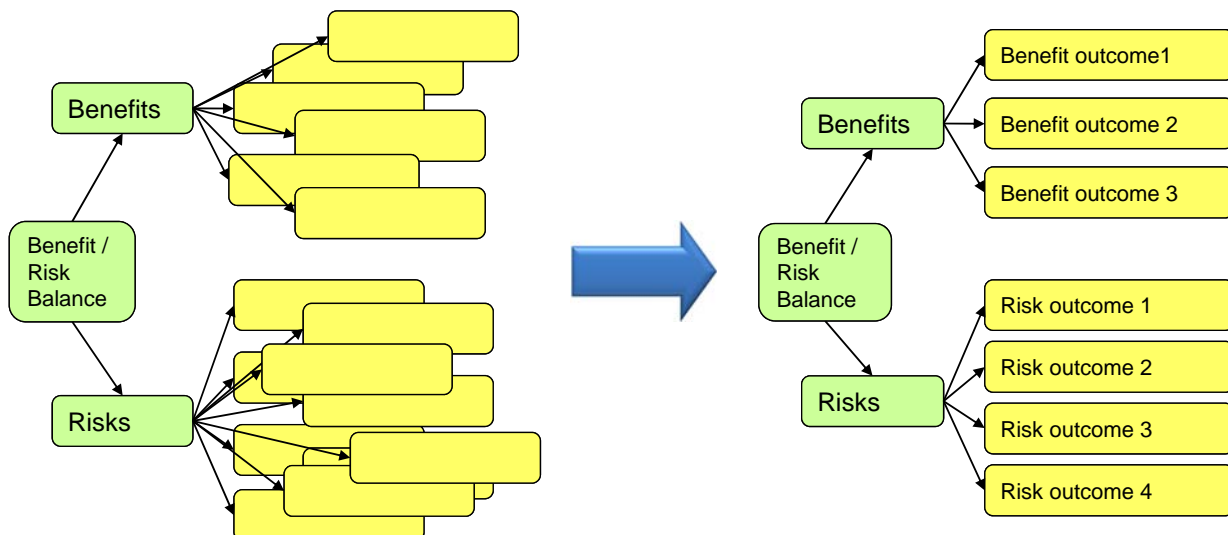 Benefits
Benefit /
Risk
Balance
Risks
Benefits
Benefit /
Risk
Balance
Risks
Benefit outcome1
Benefit outcome 2
Benefit outcome 3
Risk outcome 1
Risk outcome 2
Risk outcome 3
Risk outcome 4